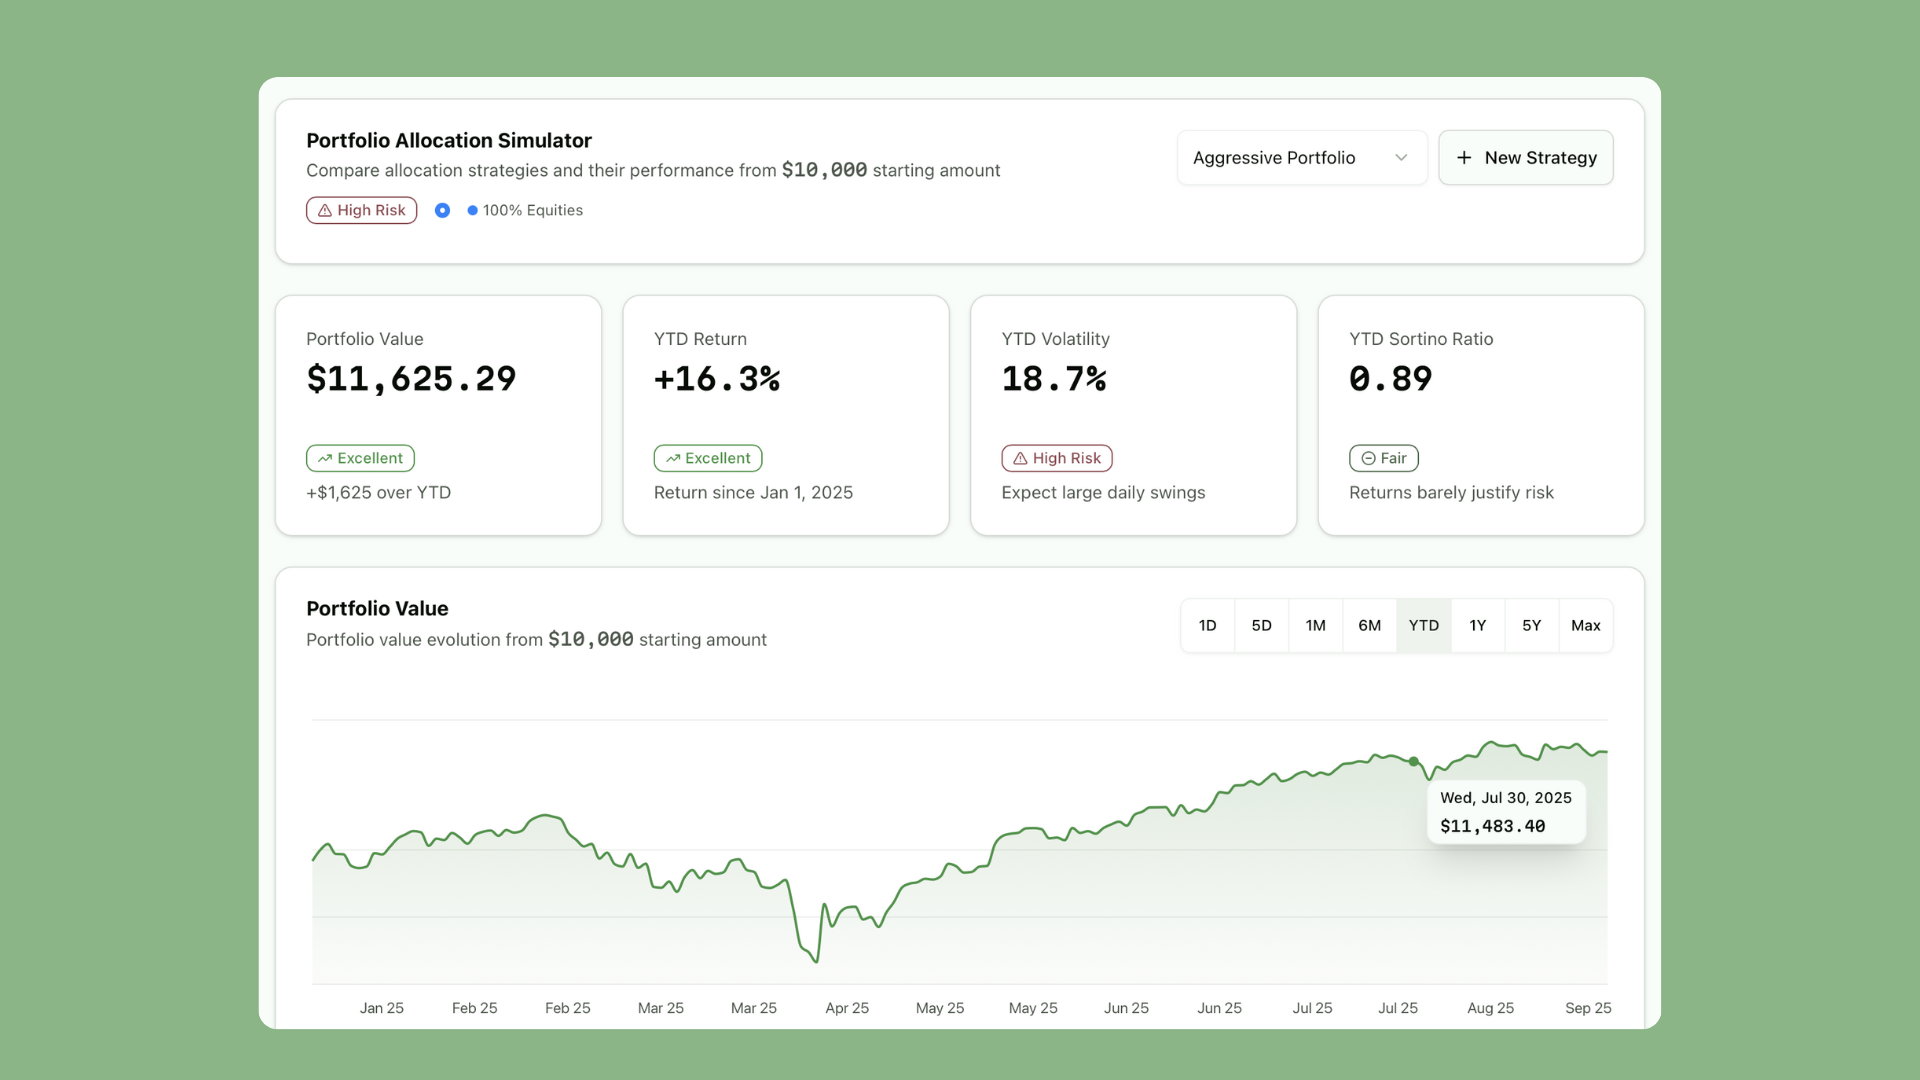 Portfolio Allocation Simulator
Compare allocation strategies and their performance from $10,000 starting amount
High Risk
100% Equities
Aggressive Portfolio
+ New Strategy
Portfolio Value
$11,625.29
Excellent
+$1,625 over YTD
YTD Return
+16.3%
Excellent
Return since Jan 1, 2025
YTD Volatility
18.7%
High Risk
Expect large daily swings
YTD Sortino Ratio
0.89
Fair
Returns barely justify risk
Portfolio Value
Portfolio value evolution from $10,000 starting amount
1D 5D 1M 6M YTD 1Y 5Y Max
Wed, Jul 30, 2025
$11,483.40
Jan 25 Feb 25 Feb 25 Mar 25 Mar 25 Apr 25 May 25 May 25 Jun 25 Jun 25 Jul 25 Jul 25 Aug 25 Sep 25